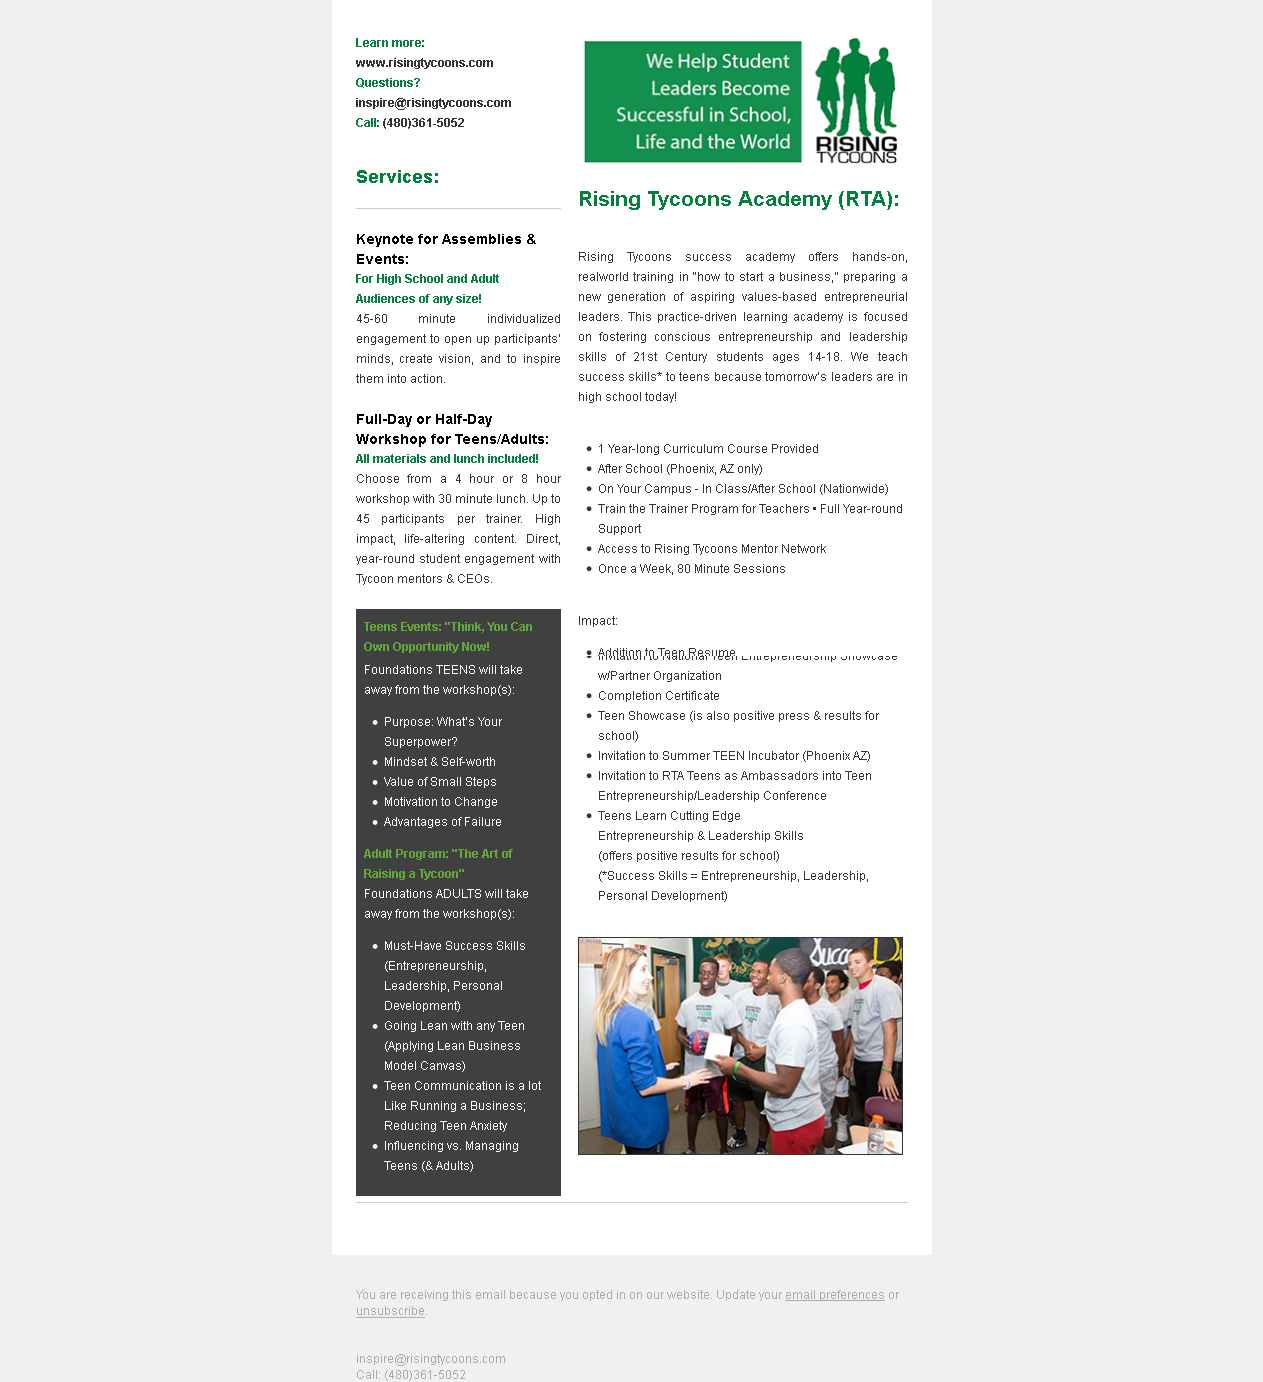 Learn more:
www.risingtycoons.com
Questions?
inspire@risingtycoons.com
Call: (480)361-5052
Services:
Keynote for Assemblies &
Events:
For High School and Adult
Audiences of any size!
45-60 minute individualized
engagement to open up participants'
minds, create vision, and to inspire
them into action.
Full-Day or Half-Day
Workshop for Teens/Adults:
All materials and lunch included!
Choose from a 4 hour or 8 hour
workshop with 30 minute lunch. Up to
45 participants per trainer. High
impact, life-altering content. Direct,
year-round student engagement with
Tycoon mentors & CEOs.
Teens Events: "Think, You Can
Own Opportunity Now!
Foundations TEENS will take
away from the workshop(s):
• Purpose: What's Your
Superpower?
• Mindset & Self-worth
• Value of Small Steps
• Motivation to Change
• Advantages of Failure
Adult Program: "The Art of
Raising a Tycoon"
Foundations ADULTS will take
away from the workshop(s):
• Must-Have Success Skills
(Entrepreneurship,
Leadership, Personal
Development)
• Going Lean with any Teen
(Applying Lean Business
Model Canvas)
• Teen Communication is a lot
Like Running a Business;
Reducing Teen Anxiety
• Influencing vs. Managing
Teens (& Adults)
We Help Student
Leaders Become
Successful in School,
Life and the World
RISING
TYCOONS
Rising Tycoons Academy (RTA):
Rising Tycoons success academy offers hands-on,
realworld training in "how to start a business," preparing a
new generation of aspiring values-based entrepreneurial
leaders. This practice-driven learning academy is focused
on fostering conscious entrepreneurship and leadership
skills of 21st Century students ages 14-18. We teach
success skills* to teens because tomorrow's leaders are in
high school today!
• 1 Year-long Curriculum Course Provided
• After School (Phoenix, AZ only)
• On Your Campus - In Class/After School (Nationwide)
• Train the Trainer Program for Teachers • Full Year-round
Support
• Access to Rising Tycoons Mentor Network
• Once a Week, 80 Minute Sessions
Impact:
• Addition to Teen Resume
• Invitation to National Teen Entrepreneurship Showcase
w/Partner Organization
• Completion Certificate
• Teen Showcase (is also positive press & results for
school)
• Invitation to Summer TEEN Incubator (Phoenix AZ)
• Invitation to RTA Teens as Ambassadors into Teen
Entrepreneurship/Leadership Conference
• Teens Learn Cutting Edge
Entrepreneurship & Leadership Skills
(offers positive results for school)
(*Success Skills = Entrepreneurship, Leadership,
Personal Development)
You are receiving this email because you opted in on our website. Update your email preferences or
unsubscribe.
inspire@risingtycoons.com
Call: (480)361-5052